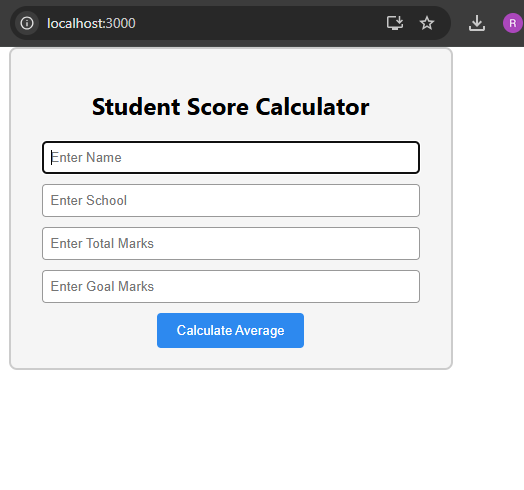 localhost:3000
R
Student Score Calculator
Enter Name
Enter School
Enter Total Marks
Enter Goal Marks
Calculate Average